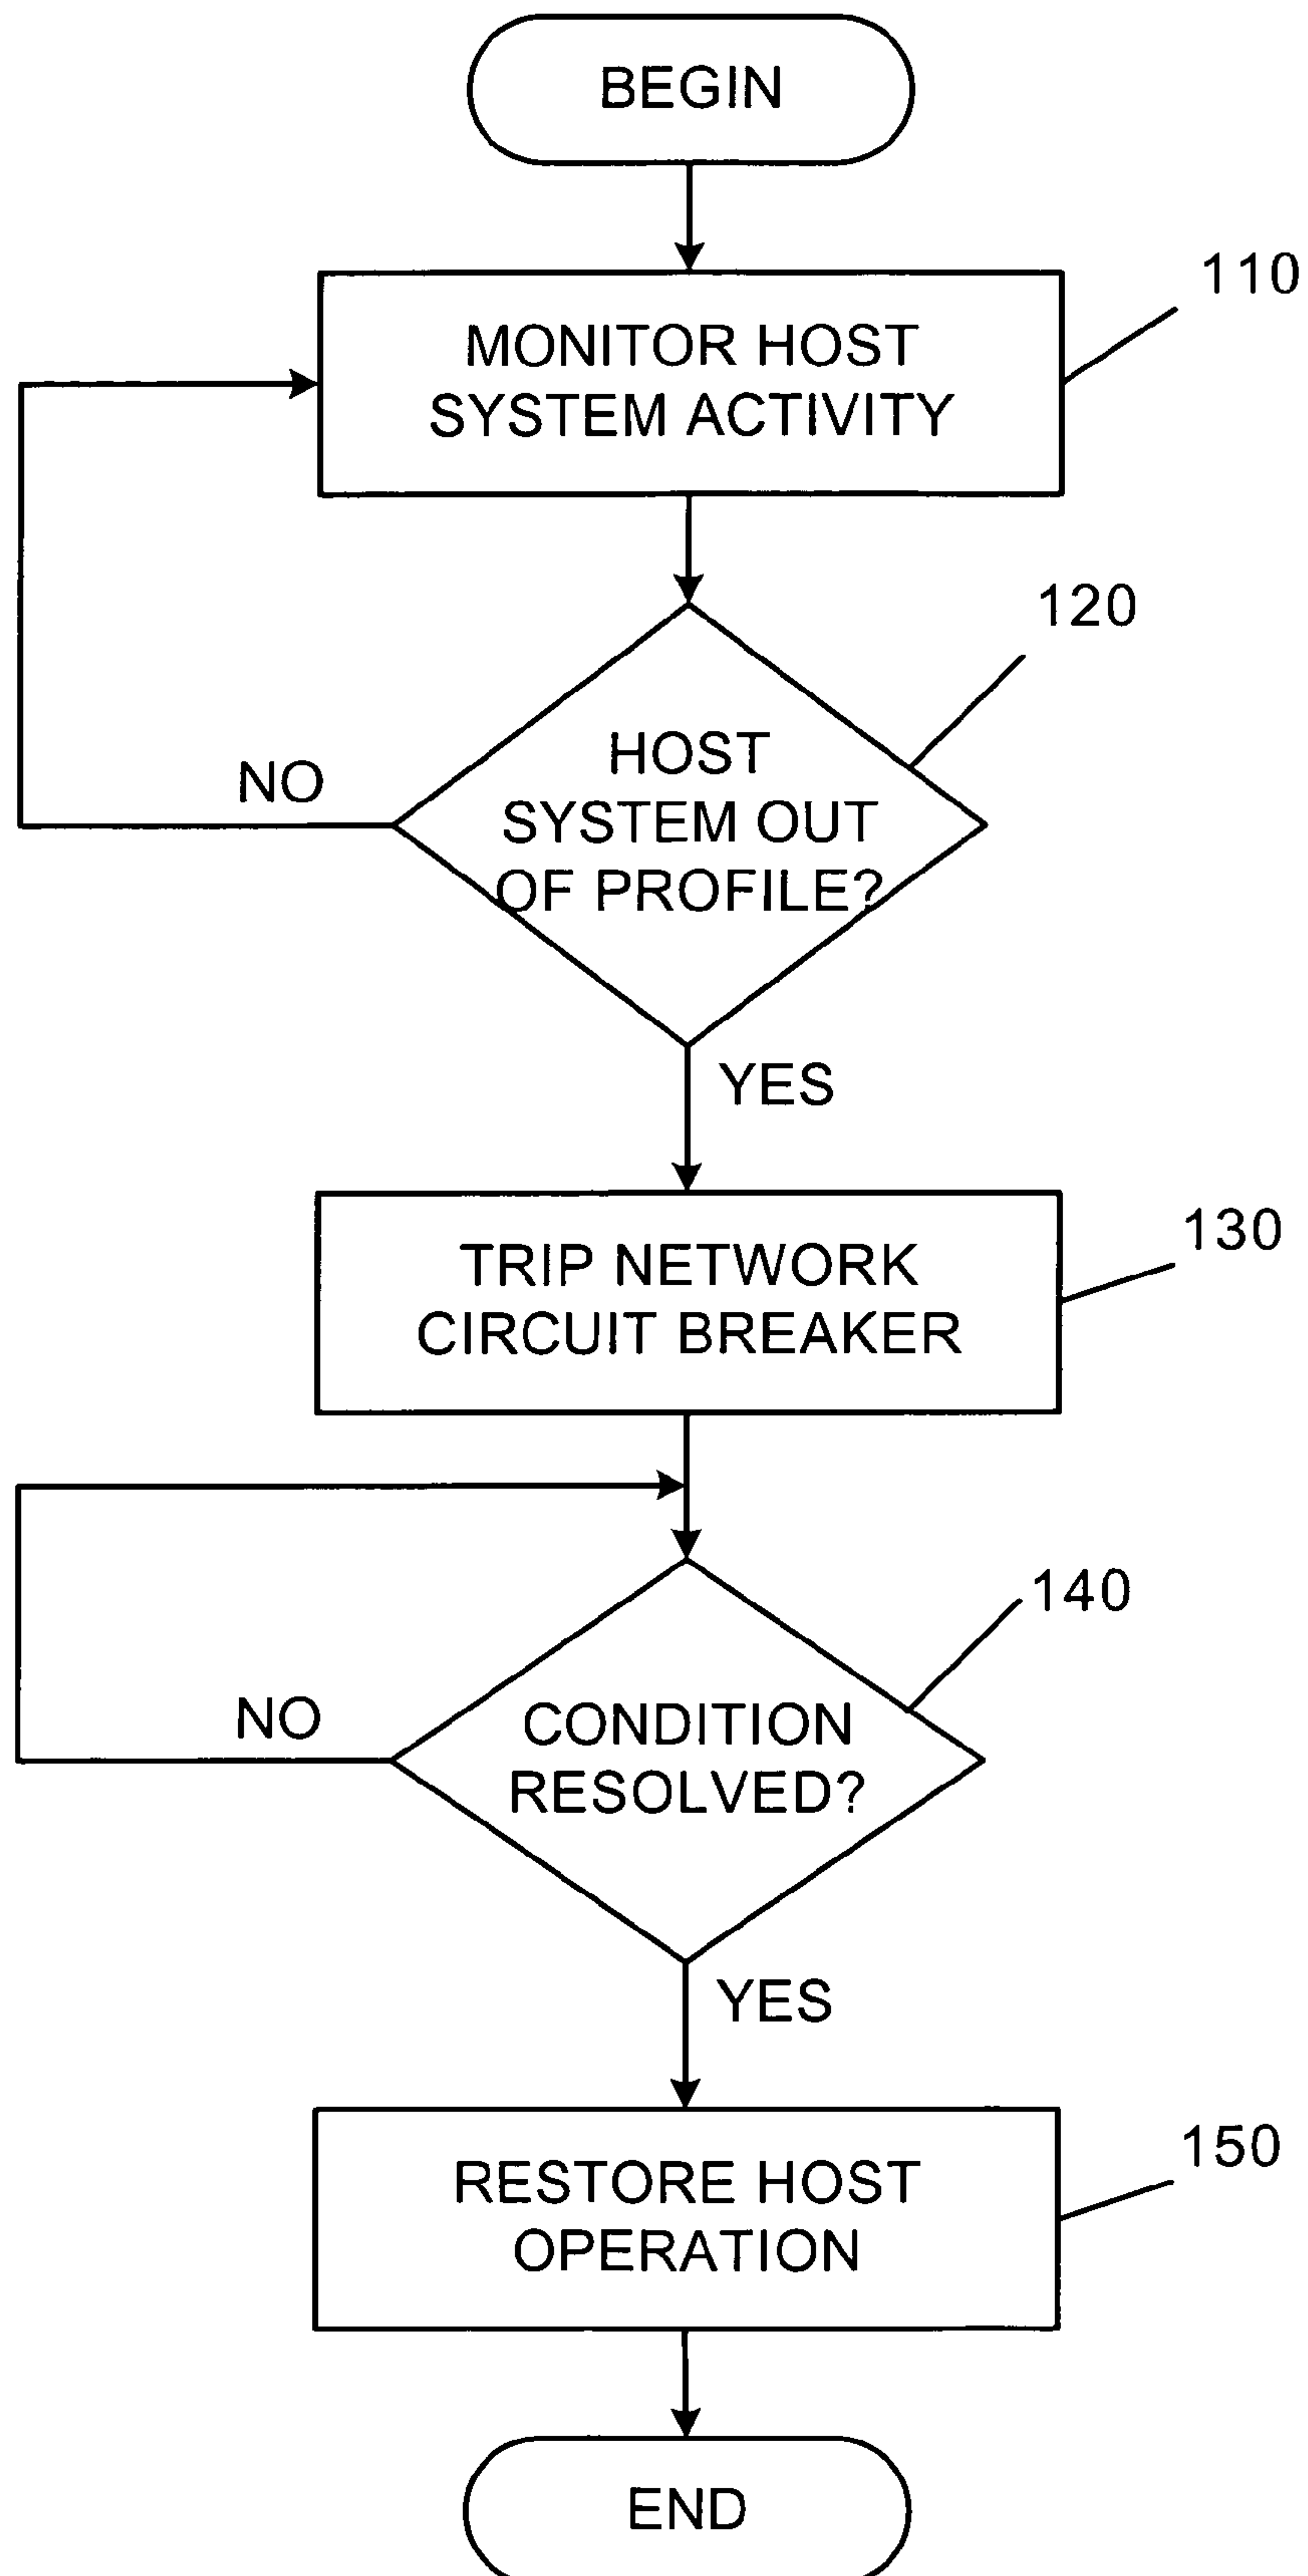 BEGIN
110
MONITOR HOST
SYSTEM ACTIVITY
120
HOST
SYSTEM OUT
OF PROFILE?
NO
YES
130
TRIP NETWORK
CIRCUIT BREAKER
140
CONDITION
RESOLVED?
NO
YES
150
RESTORE HOST
OPERATION
END